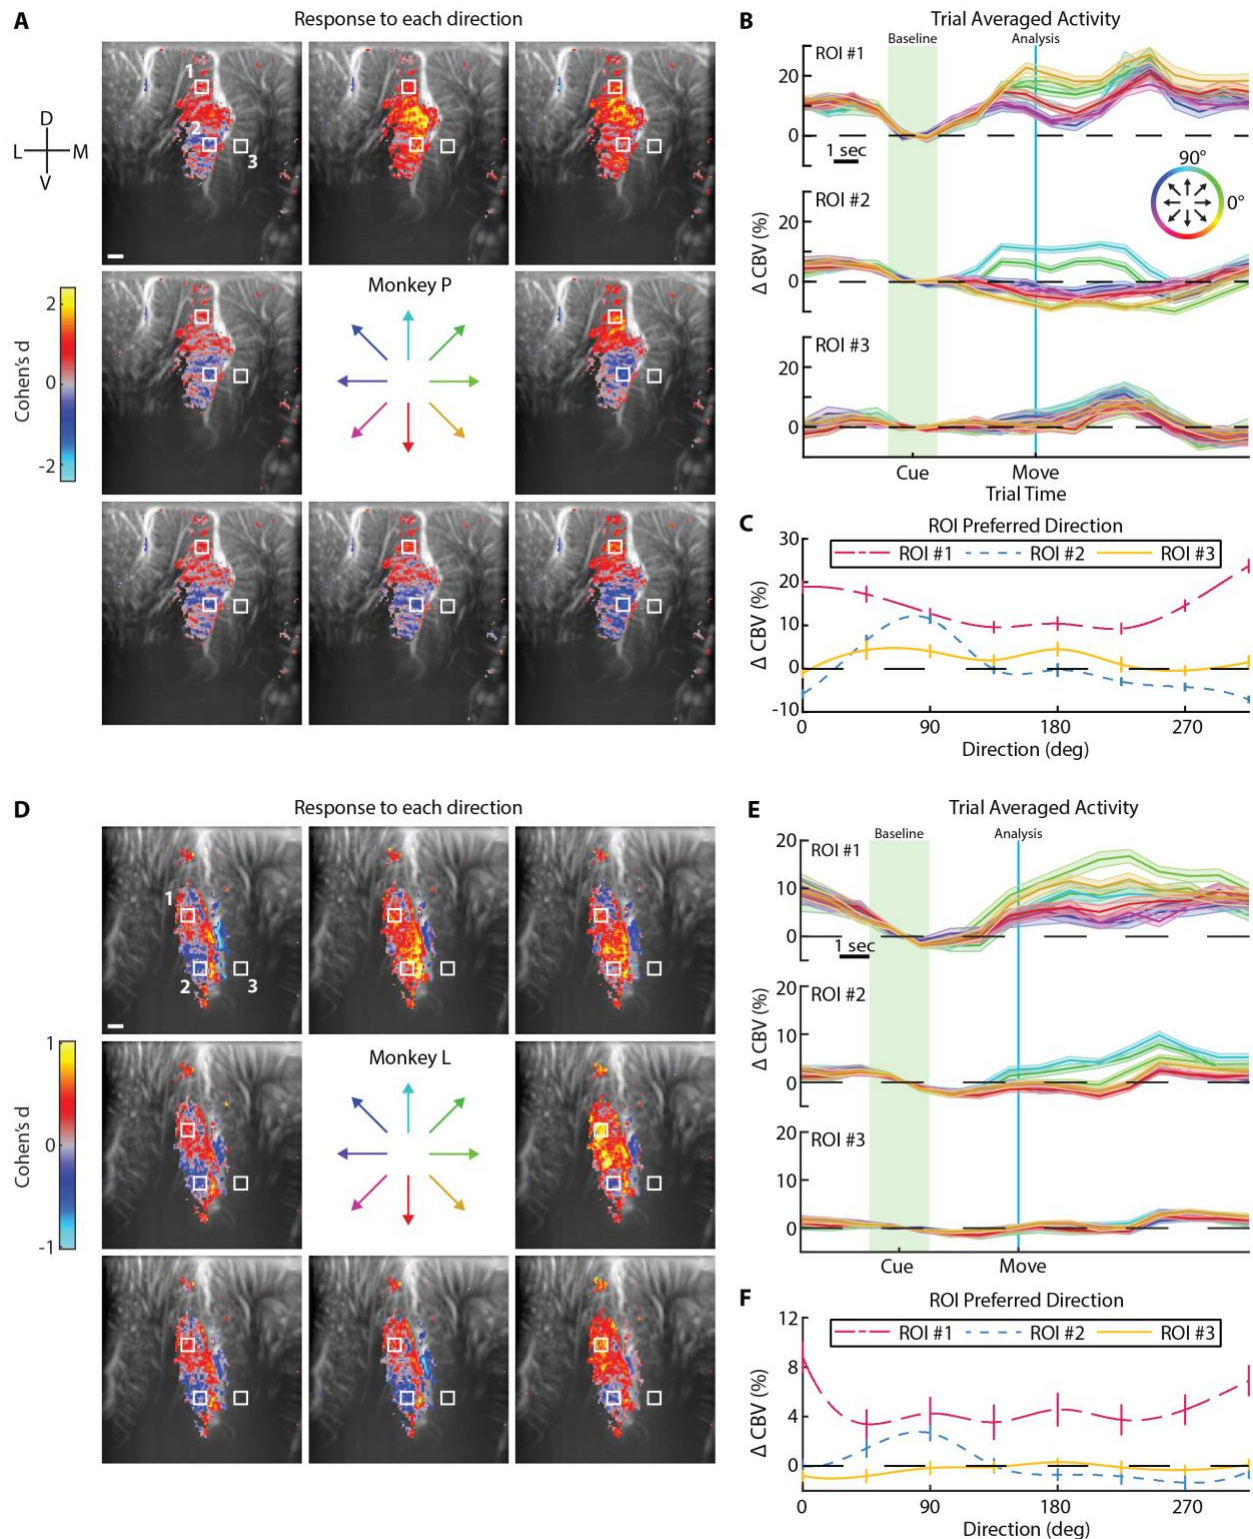 A
Response to each direction
1
2
3
D
L
M
V
2
0
-2
Cohen's d
Monkey P
B
Trial Averaged Activity
Baseline
Analysis
ROI #1
20
0
1 sec
90°
0°
ROI #2
20
0
Δ CBV (%)
ROI #3
20
0
Cue
Move
Trial Time
C
ROI Preferred Direction
ROI #1
ROI #2
ROI #3
30
20
10
0
-10
Δ CBV (%)
0
90
180
270
Direction (deg)
D
Response to each direction
1
2
3
1
0
-1
Cohen's d
Monkey L
E
Trial Averaged Activity
Baseline
Analysis
20
ROI #1
10
0
1 sec
20
ROI #2
10
0
Δ CBV (%)
20
ROI #3
10
0
Cue
Move
F
ROI Preferred Direction
12
ROI #1
ROI #2
ROI #3
8
4
0
Δ CBV (%)
0
90
180
270
Direction (deg)